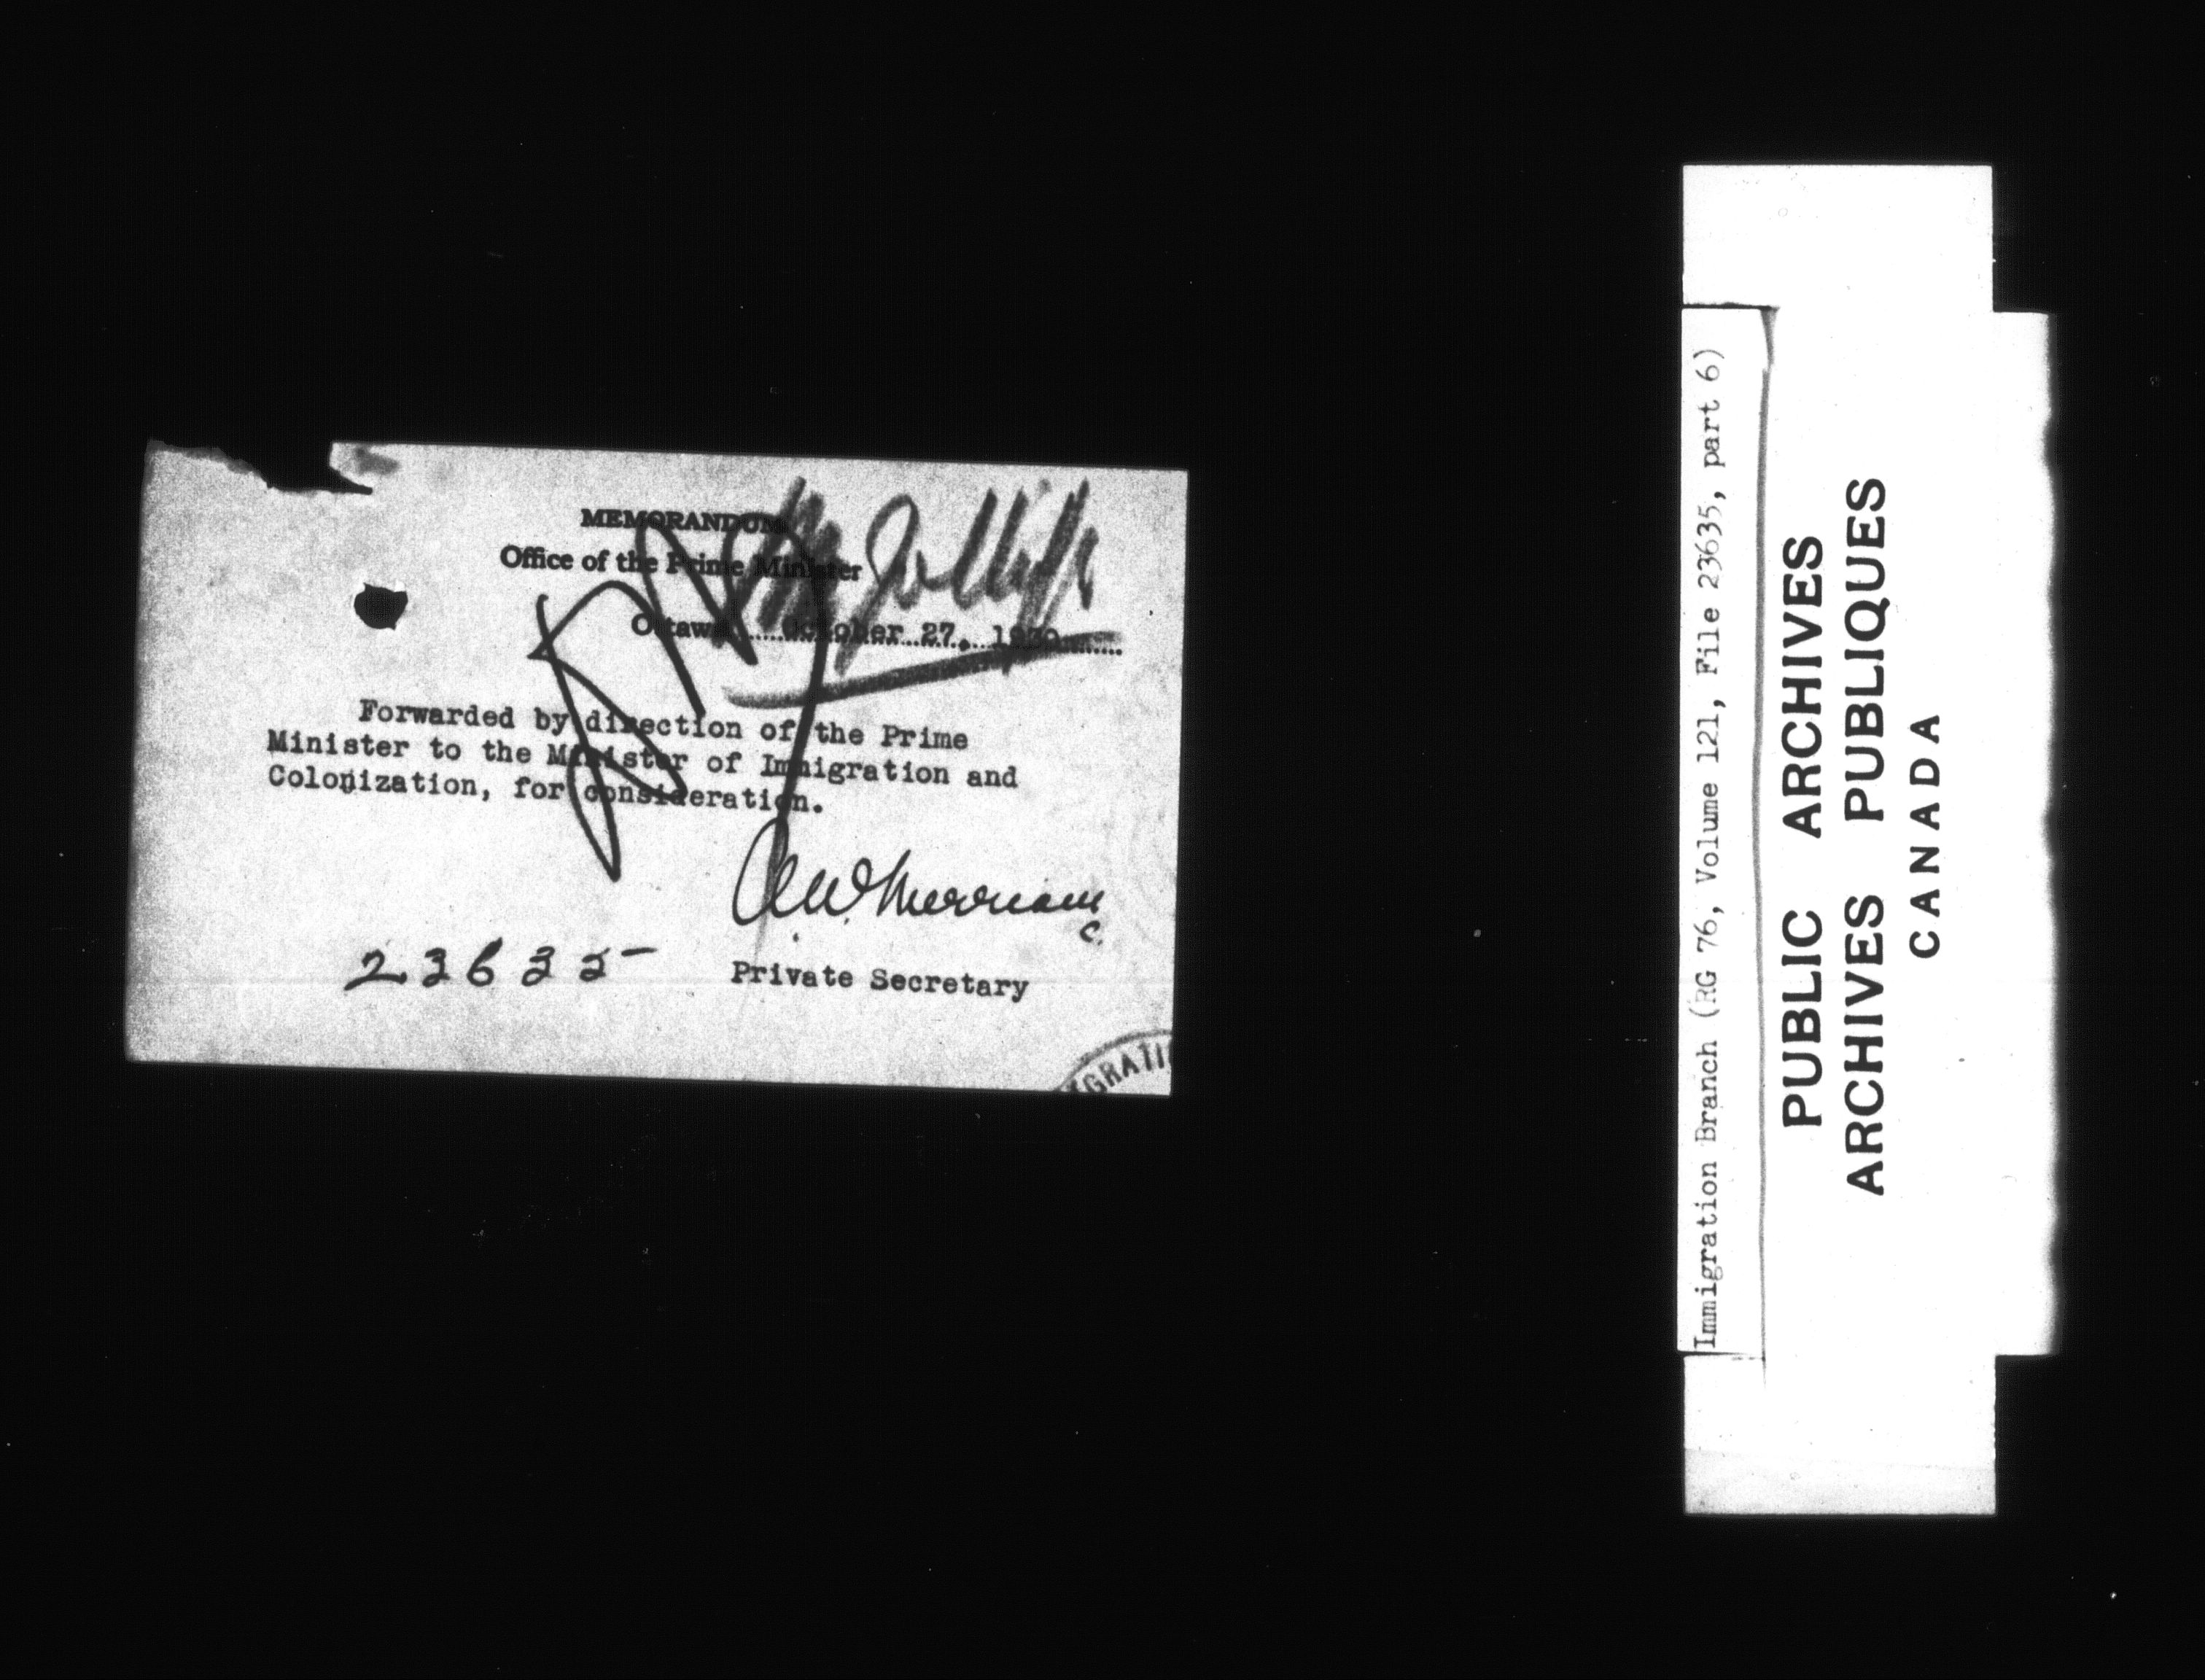 MEMORANDUM
Mr Jolliffe
Office of the Prime Minister
Ottawa, October 27, 1930
Forwarded by direction of the Prime
Minister to the Minister of Immigration and
Colonization, for consideration.
A.W. Merriam
c.
23635
Private Secretary
IGRATI
Immigration Branch (RG 76, Volume 121, File 23635, part 6)
PUBLIC ARCHIVES
ARCHIVES PUBLIQUES
CANADA